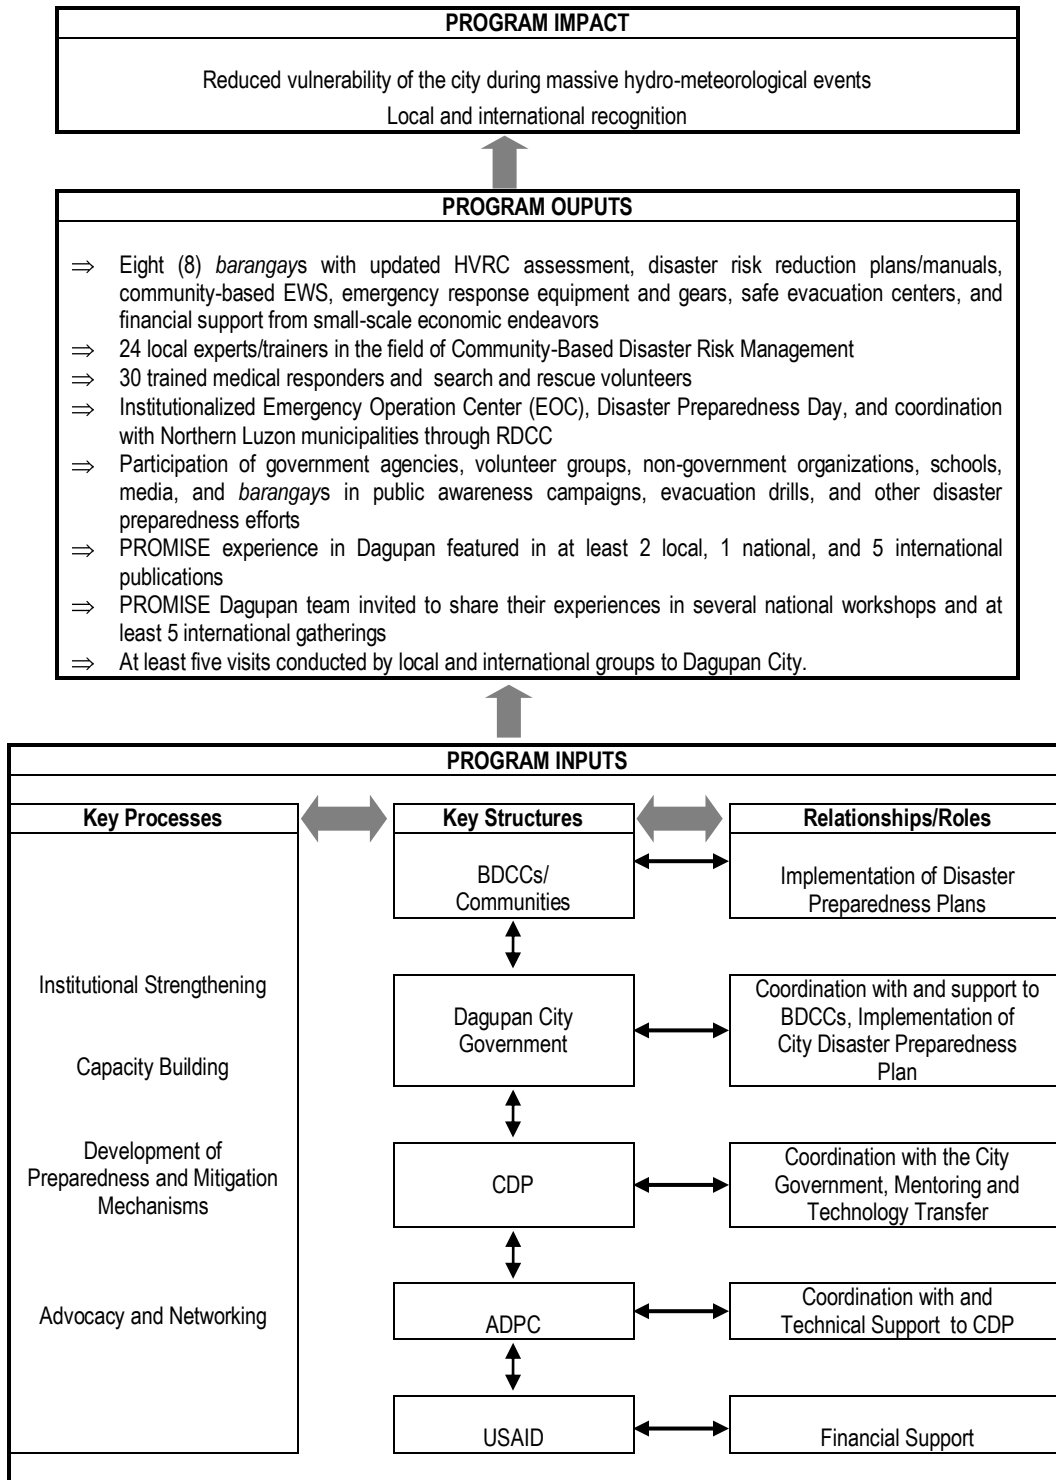 PROGRAM IMPACT
Reduced vulnerability of the city during massive hydro-meteorological events
Local and international recognition
PROGRAM OUPUTS
⇒ Eight (8) barangays with updated HVRC assessment, disaster risk reduction plans/manuals,
community-based EWS, emergency response equipment and gears, safe evacuation centers, and
financial support from small-scale economic endeavors
⇒ 24 local experts/trainers in the field of Community-Based Disaster Risk Management
⇒ 30 trained medical responders and search and rescue volunteers
⇒ Institutionalized Emergency Operation Center (EOC), Disaster Preparedness Day, and coordination
with Northern Luzon municipalities through RDCC
⇒ Participation of government agencies, volunteer groups, non-government organizations, schools,
media, and barangays in public awareness campaigns, evacuation drills, and other disaster
preparedness efforts
⇒ PROMISE experience in Dagupan featured in at least 2 local, 1 national, and 5 international
publications
⇒ PROMISE Dagupan team invited to share their experiences in several national workshops and at
least 5 international gatherings
⇒ At least five visits conducted by local and international groups to Dagupan City.
PROGRAM INPUTS
Key Processes
Institutional Strengthening
Capacity Building
Development of
Preparedness and Mitigation
Mechanisms
Advocacy and Networking
Key Structures
BDCCs/
Communities
Dagupan City
Government
CDP
ADPC
USAID
Relationships/Roles
Implementation of Disaster
Preparedness Plans
Coordination with and support to
BDCCs, Implementation of
City Disaster Preparedness
Plan
Coordination with the City
Government, Mentoring and
Technology Transfer
Coordination with and
Technical Support to CDP
Financial Support